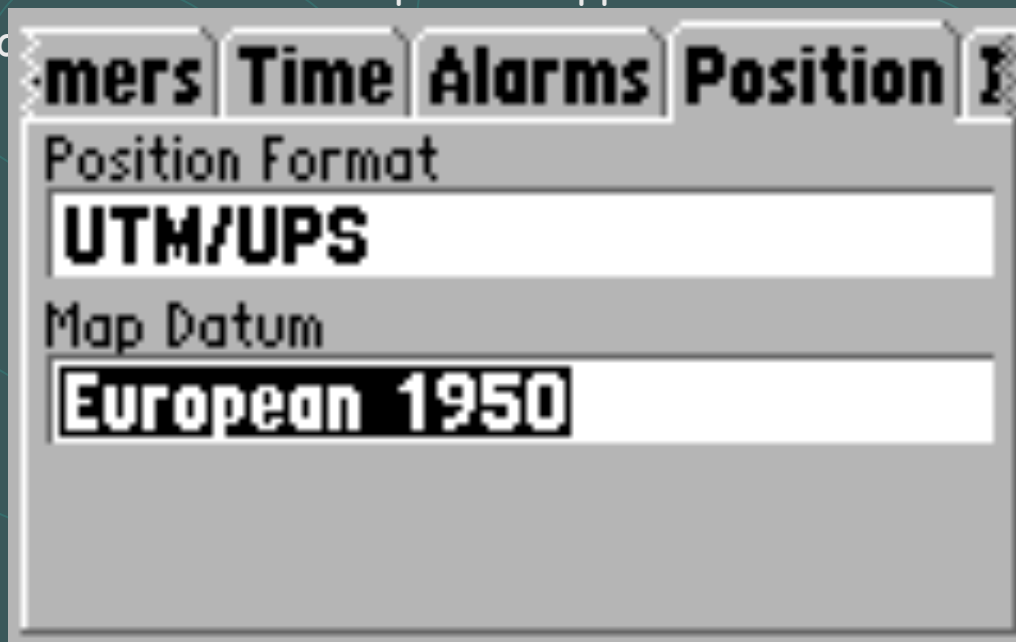 mers Time Alarms Position
Position Format
UTM/UPS
Map Datum
European 1950